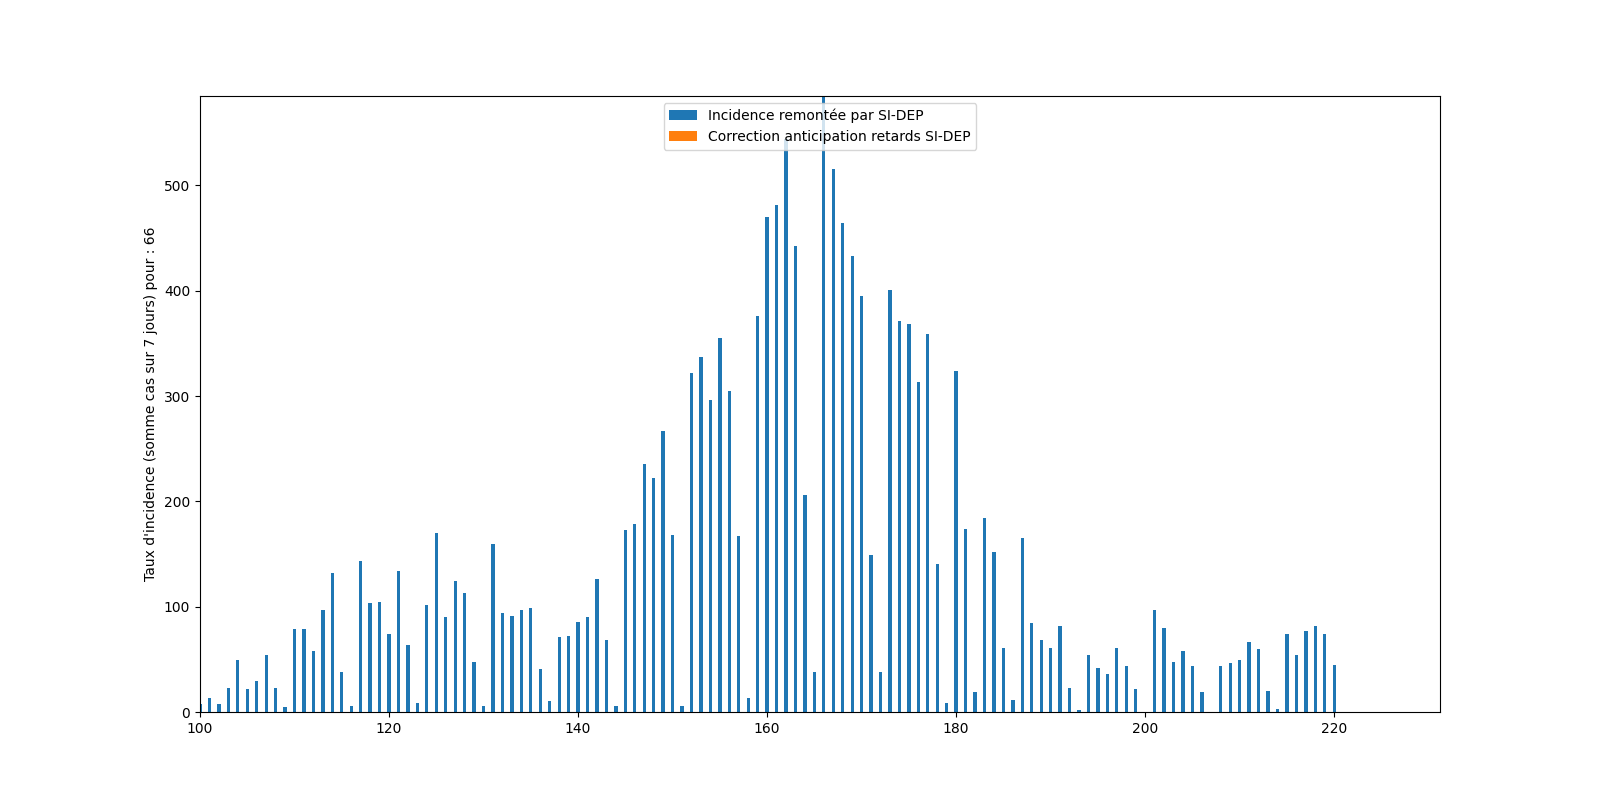 Incidence remontée par SI-DEP
Correction anticipation retards SI-DEP
Taux d'incidence (somme cas sur 7 jours) pour : 66
500
400
300
200
100
0
100 120 140 160 180 200 220